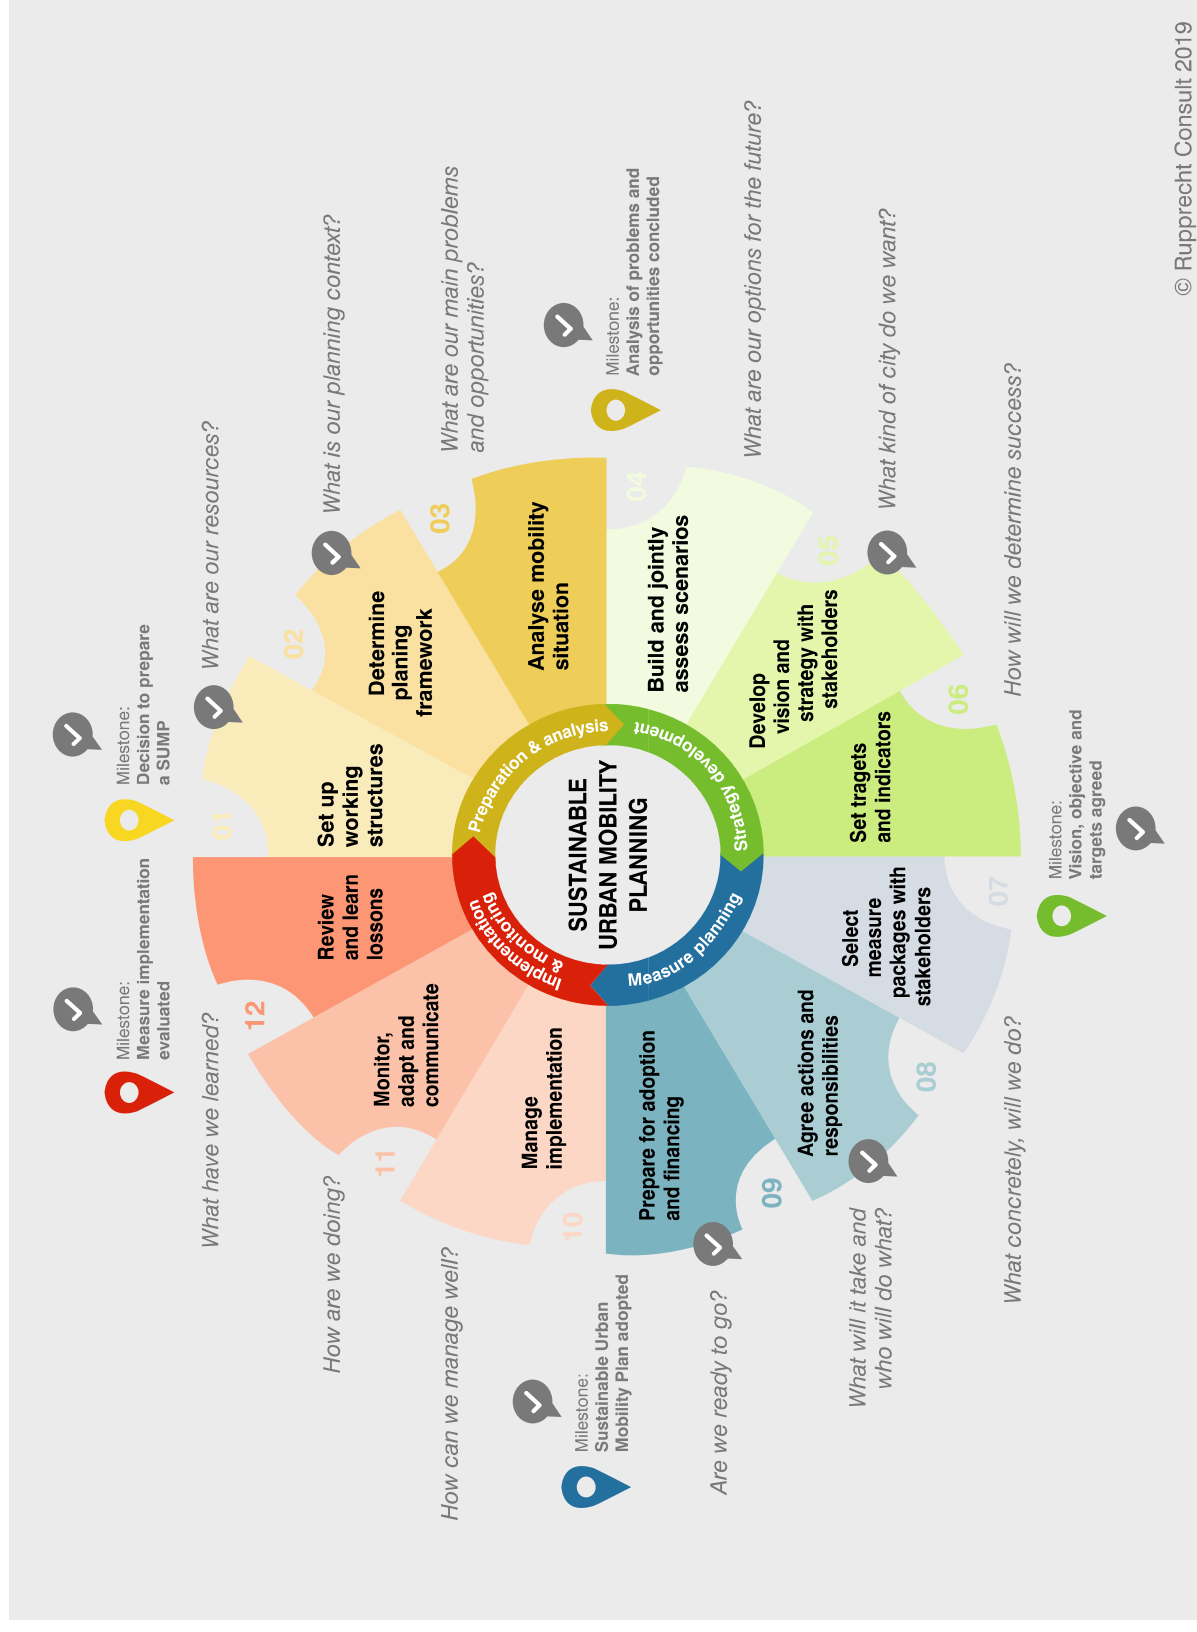 SUSTAINABLE
URBAN MOBILITY
PLANNING
Preparation & analysis
Strategy development
Measure planning
Implementation
& monitoring
Milestone:
Decision to prepare
a SUMP
01
Set up
working
structures
What are our resources?
02
Determine
planing
framework
What is our planning context?
03
Analyse mobility
situation
What are our main problems
and opportunities?
Milestone:
Analysis of problems and
opportunities concluded
04
Build and jointly
assess scenarios
What are our options for the future?
05
Develop
vision and
strategy with
stakeholders
What kind of city do we want?
06
Set tragets
and indicators
How will we determine success?
Milestone:
Vision, objective and
targets agreed
07
Select
measure
packages with
stakeholders
What concretely, will we do?
08
Agree actions and
responsibilities
What will it take and
who will do what?
09
Prepare for adoption
and financing
Are we ready to go?
Milestone:
Sustainable Urban
Mobility Plan adopted
10
Manage
implementation
How can we manage well?
11
Monitor,
adapt and
communicate
How are we doing?
12
Review
and learn
lessons
What have we learned?
Milestone:
Measure implementation
evaluated
© Rupprecht Consult 2019